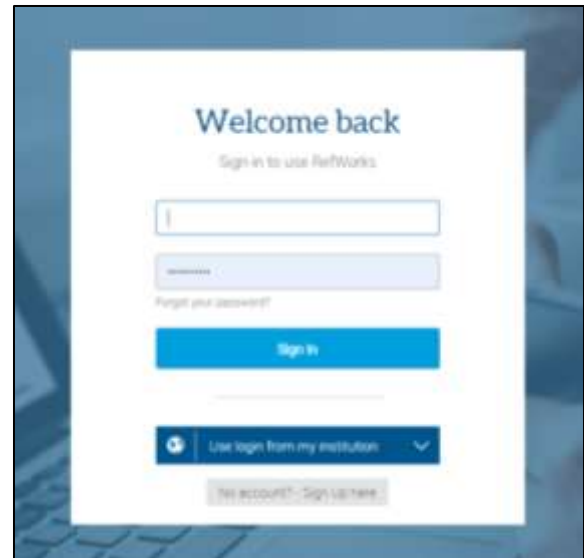 Welcome back
Sign in to use RefWorks
Forgot your password?
Sign in
Use login from my institution
No account? - Sign up here